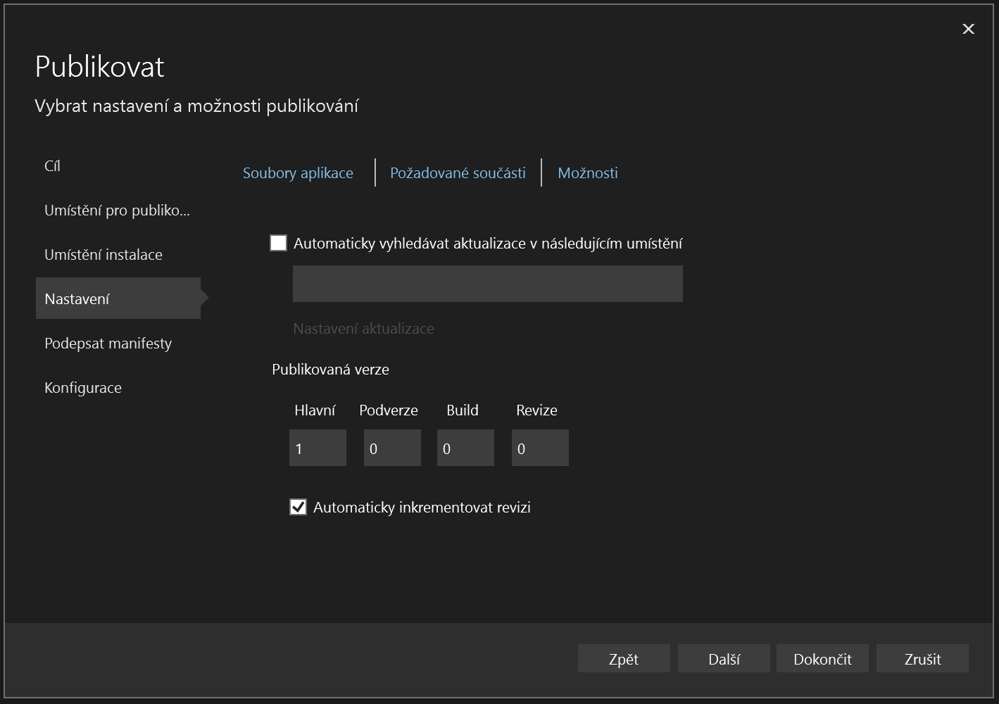 Publikovat
Vybrat nastavení a možnosti publikování
Cíl
Umístění pro publiko...
Umístění instalace
Nastavení
Podepsat manifesty
Konfigurace
Soubory aplikace
Požadované součásti
Možnosti
Automaticky vyhledávat aktualizace v následujícím umístění
Nastavení aktualizace
Publikovaná verze
Hlavní Podverze Build Revize
1 0 0 0
Automaticky inkrementovat revizi
Zpět Další Dokončit Zrušit